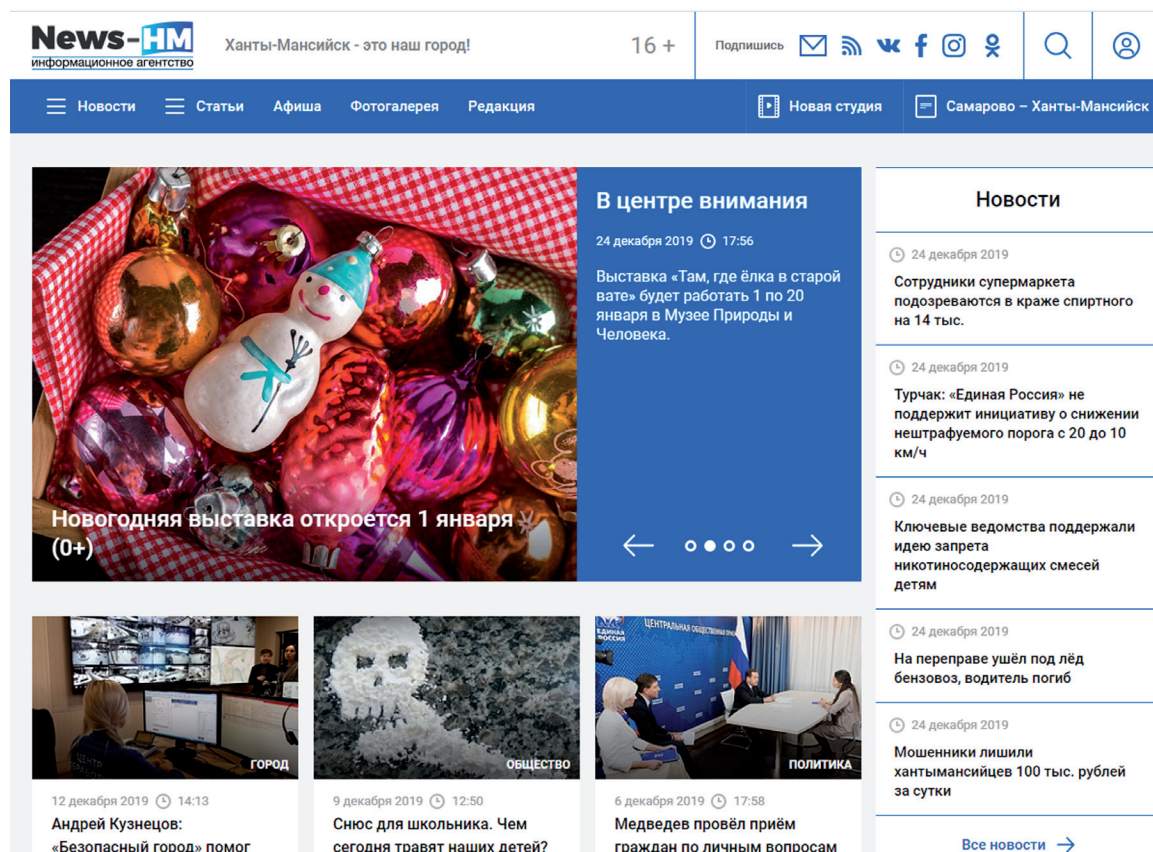 News-НМ
информационное агентство
Ханты-Мансийск - это наш город!
16 +
Подпишись
Новости
Статьи
Афиша
Фотогалерея
Редакция
Новая студия
Самарово – Ханты-Мансийск
Новогодняя выставка откроется 1 января
(0+)
В центре внимания
24 декабря 2019 17:56
Выставка «Там, где ёлка в старой
вате» будет работать 1 по 20
января в Музее Природы и
Человека.
Новости
24 декабря 2019
Сотрудники супермаркета
подозреваются в краже спиртного
на 14 тыс.
24 декабря 2019
Турчак: «Единая Россия» не
поддержит инициативу о снижении
нештрафуемого порога с 20 до 10
км/ч
24 декабря 2019
Ключевые ведомства поддержали
идею запрета
никотиносодержащих смесей
детям
24 декабря 2019
На переправе ушёл под лёд
бензовоз, водитель погиб
24 декабря 2019
Мошенники лишили
хантымансийцев 100 тыс. рублей
за сутки
Все новости
ГОРОД
12 декабря 2019 14:13
Андрей Кузнецов:
«Безопасный город» помог
ОБЩЕСТВО
9 декабря 2019 12:50
Снюс для школьника. Чем
сегодня травят наших детей?
ЕДИНАЯ
РОССИЯ
ЦЕНТРАЛЬНАЯ ОБЩЕСТВЕННАЯ
ПОЛИТИКА
6 декабря 2019 17:58
Медведев провёл приём
граждан по личным вопросам